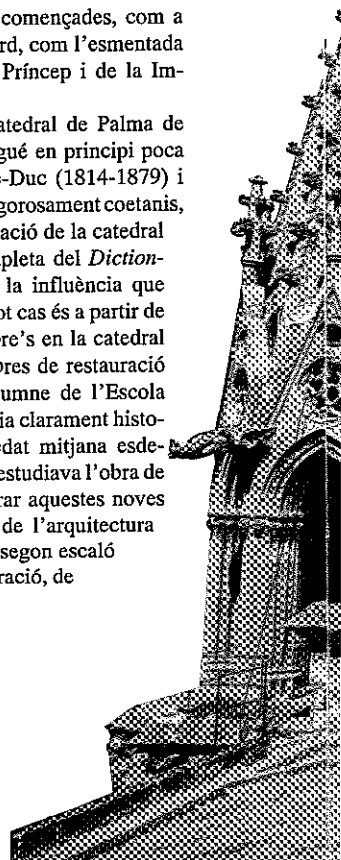 començades, com a
rd, com l'esmentada
Príncep i de la Im-
atedral de Palma de
gué en principi poca
-Duc (1814-1879) i
gorosament coetanis,
ació de la catedral
pleta del Diction-
la influència que
ot cas és a partir de
re's en la catedral
res de restauració
umne de l'Escola
ia clarament histo-
edat mitjana esde-
estudiava l'obra de
rar aquestes noves
de l'arquitectura
segon escaló
ració, de